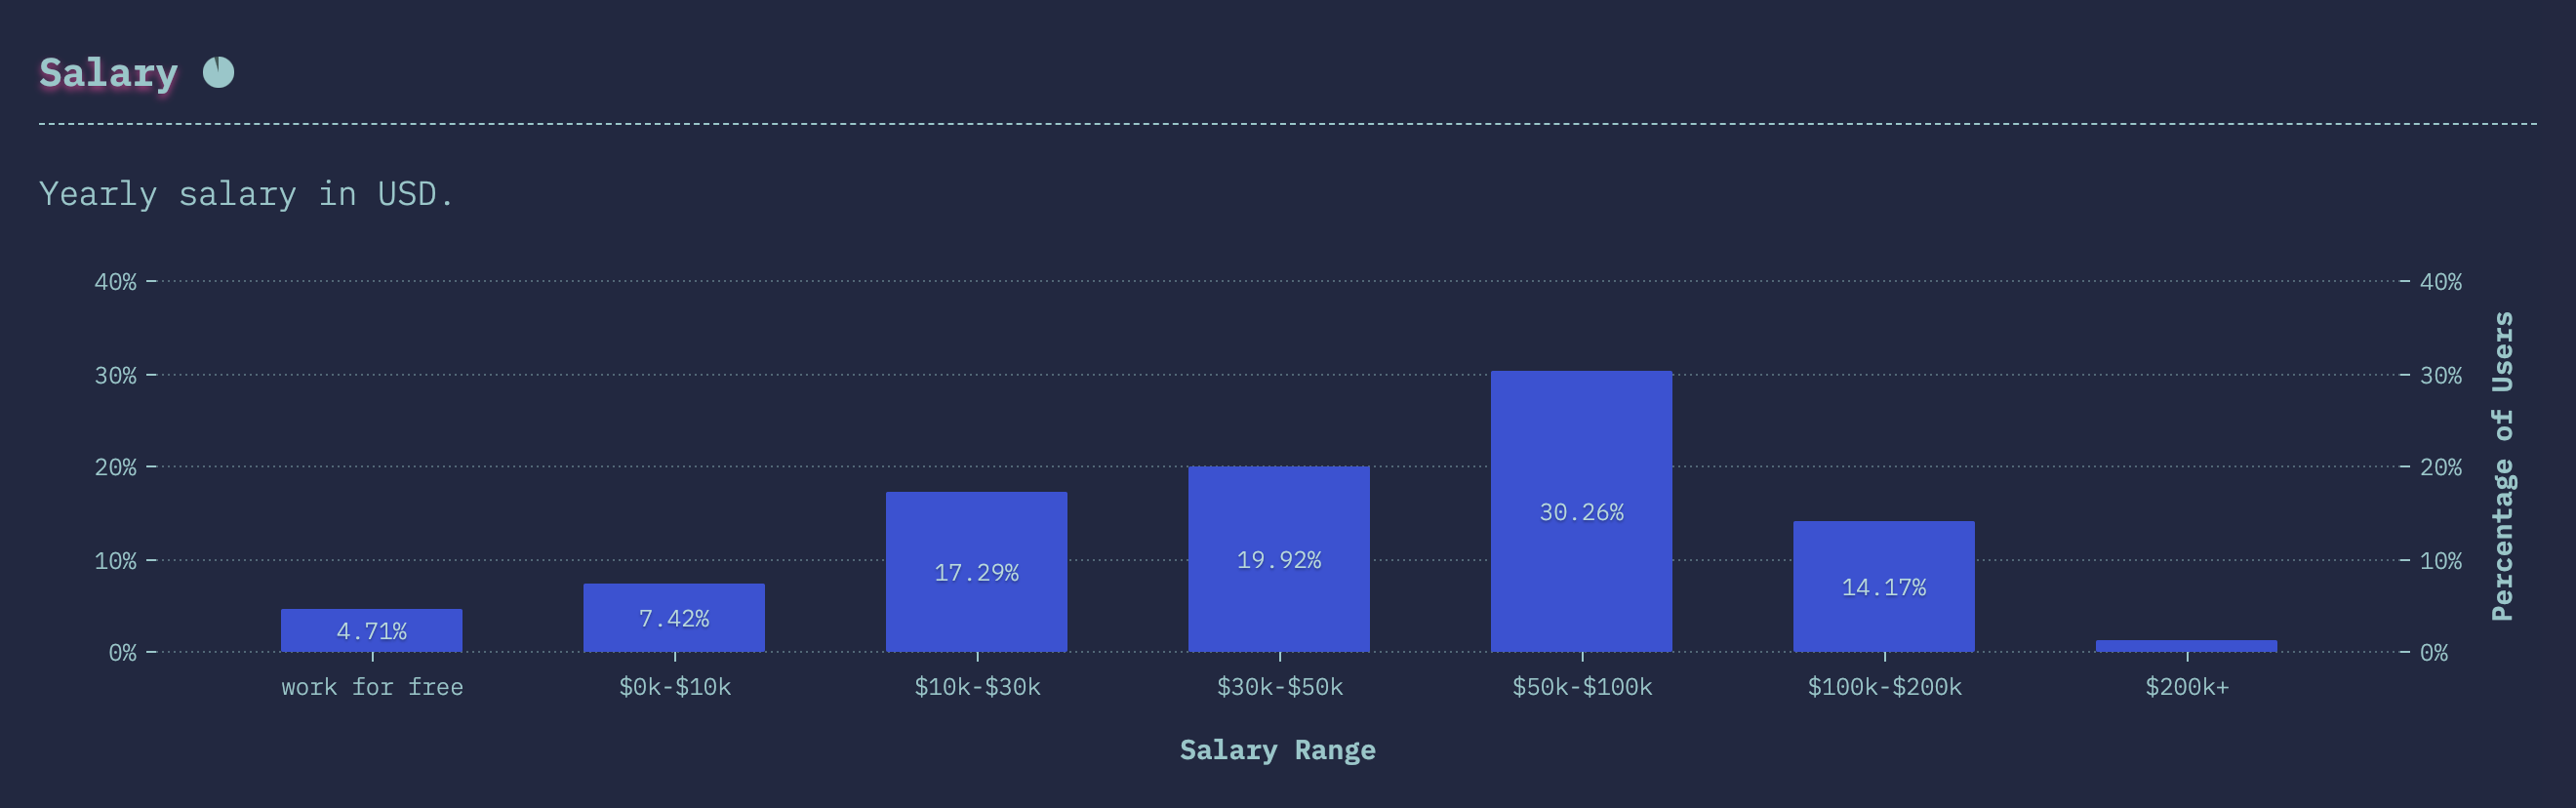 Salary
Yearly salary in USD.
40% 40%
30% 30%
20% 20%
10% 10%
0% 0%
4.71%
7.42%
17.29%
19.92%
30.26%
14.17%
work for free $0k-$10k $10k-$30k $30k-$50k $50k-$100k $100k-$200k $200k+
Salary Range
Percentage of Users